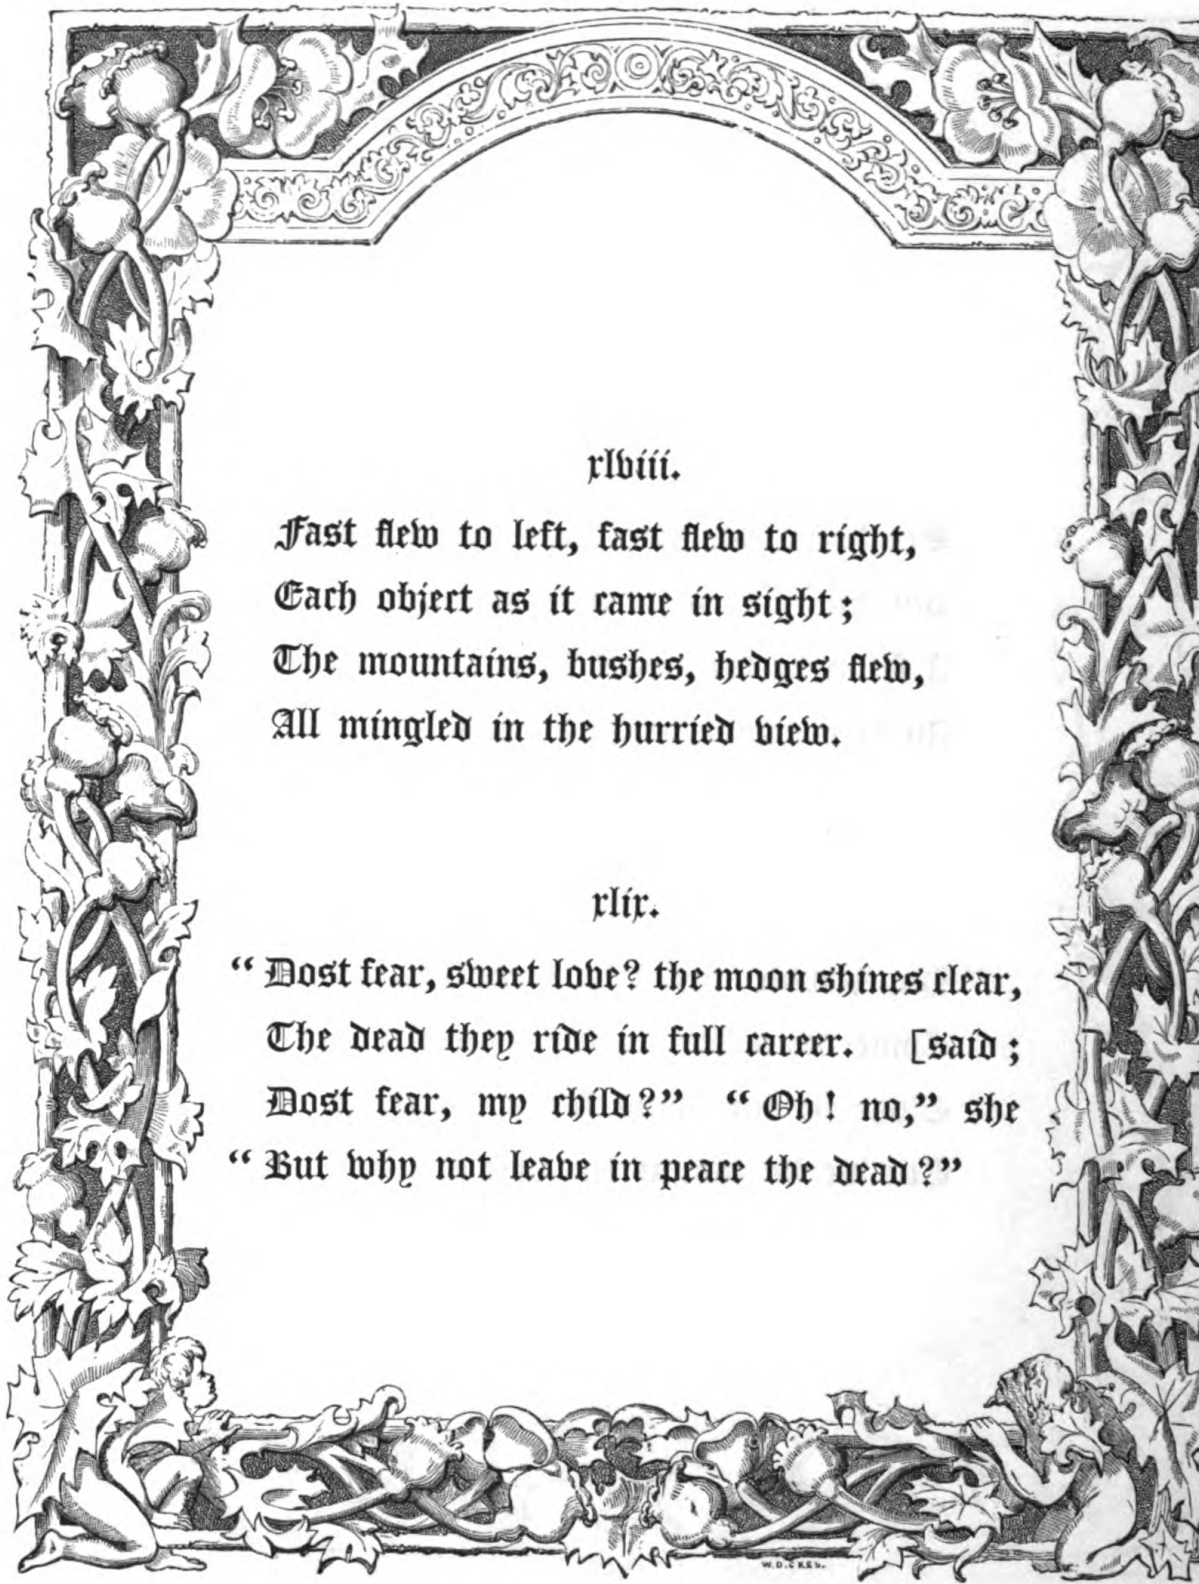 xlviii.
Fast flew to left, fast flew to right,
Each object as it came in sight;
The mountains, bushes, hedges flew,
All mingled in the hurried view.
xlix.
“Dost fear, sweet love? the moon shines clear,
The dead they ride in full career. [said;
Dost fear, my child?” “Oh! no,” she
“But why not leave in peace the dead?”